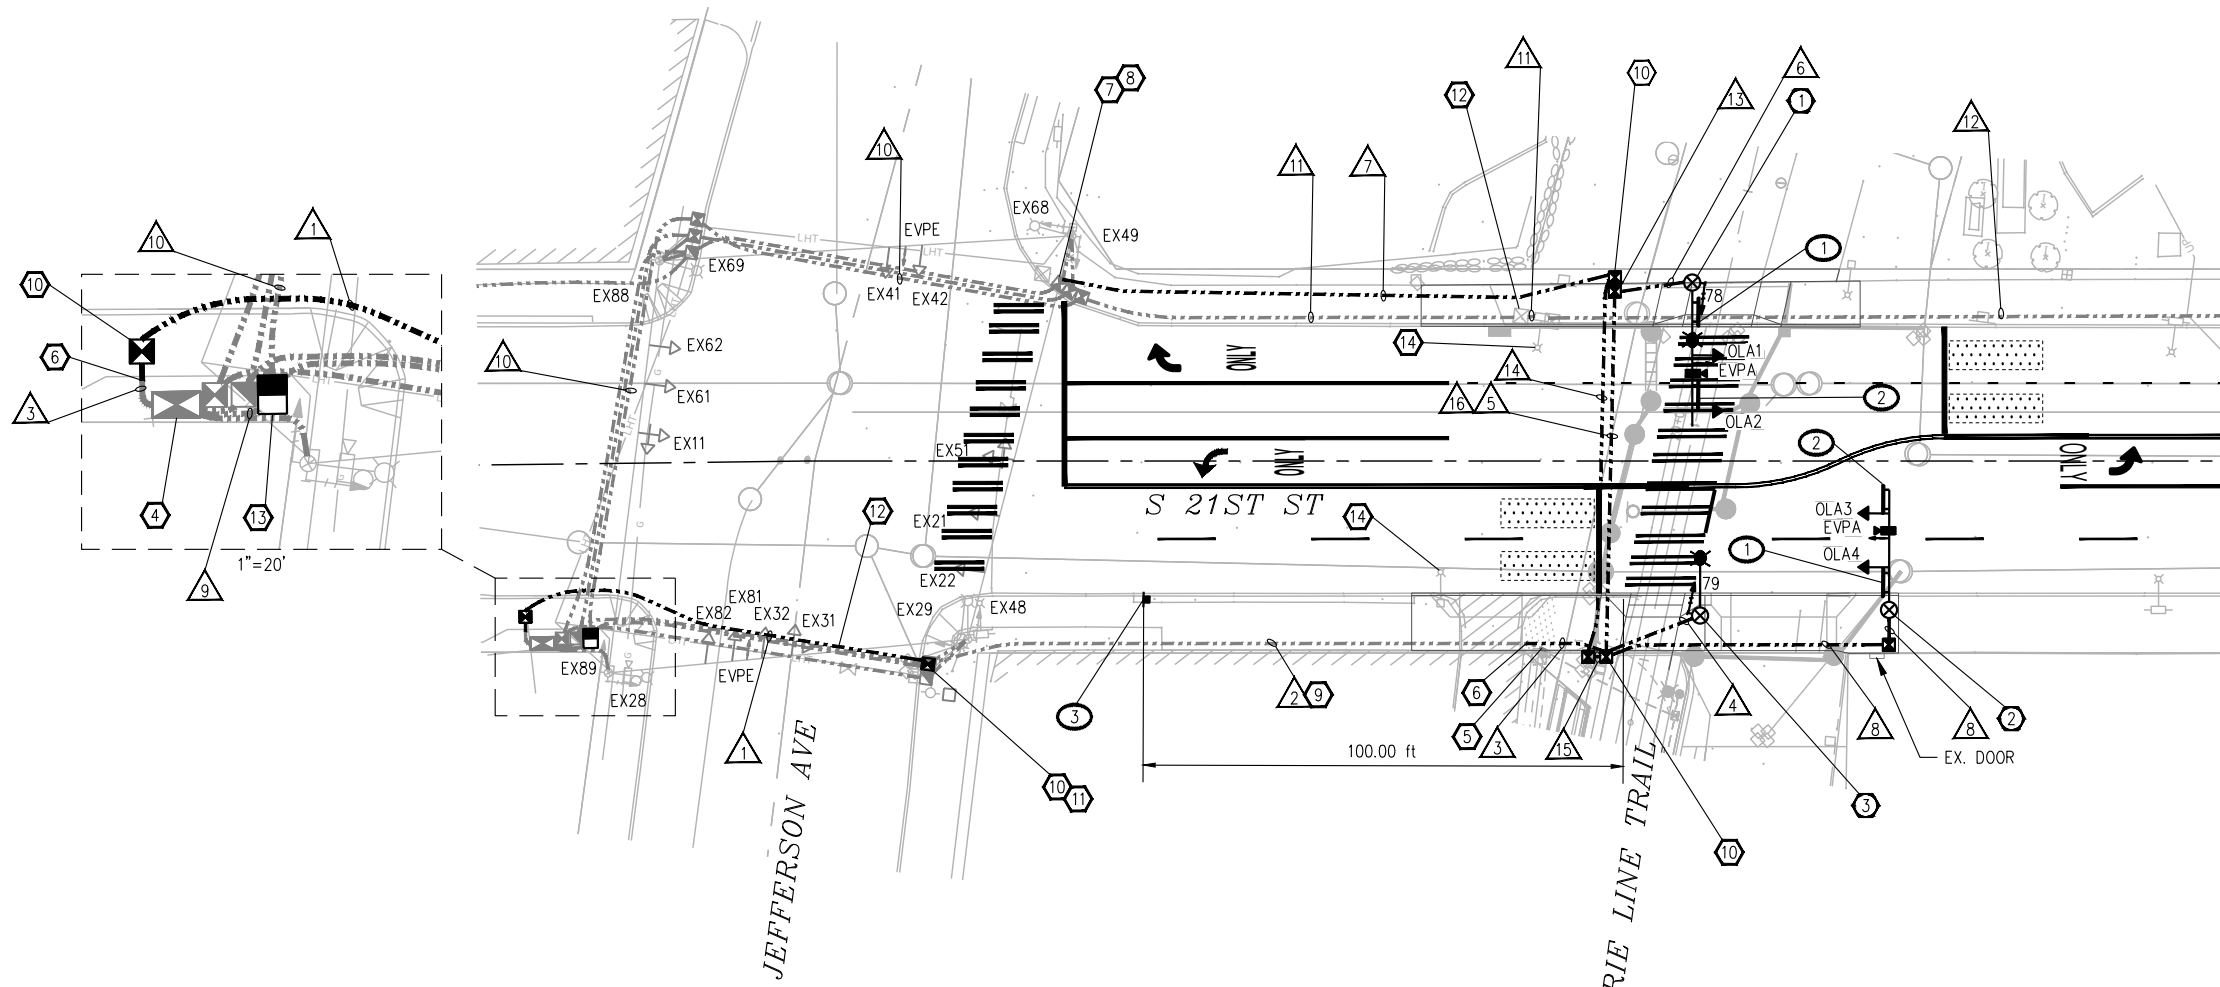 11
6
8
10
13
7
12
1
12
10
11
7
EX68
10
1
EVPE
EX49
1
LHT
LHT
EX69
10
EX88
EX41
EX42
78
14
OLA1
EX62
ONLY
6
10
14
EVPA
LHT
EX61
16
5
2
3
OLA2
EX11
2
EX51
ONLY
ONLY
S 21ST ST
OLA3
4
13
12
14
EVPA
EX21
1
OLA4
1"=20'
9
EX22
79
EX81
EX82
EX32
EX31
EX29
EX48
EX89
EVPE
EX28
2
9
6
4
3
5
3
15
8
8
2
1
100.00 ft
EX. DOOR
10
11
3
JEFFERSON AVE
RIE LINE TRAIL
10